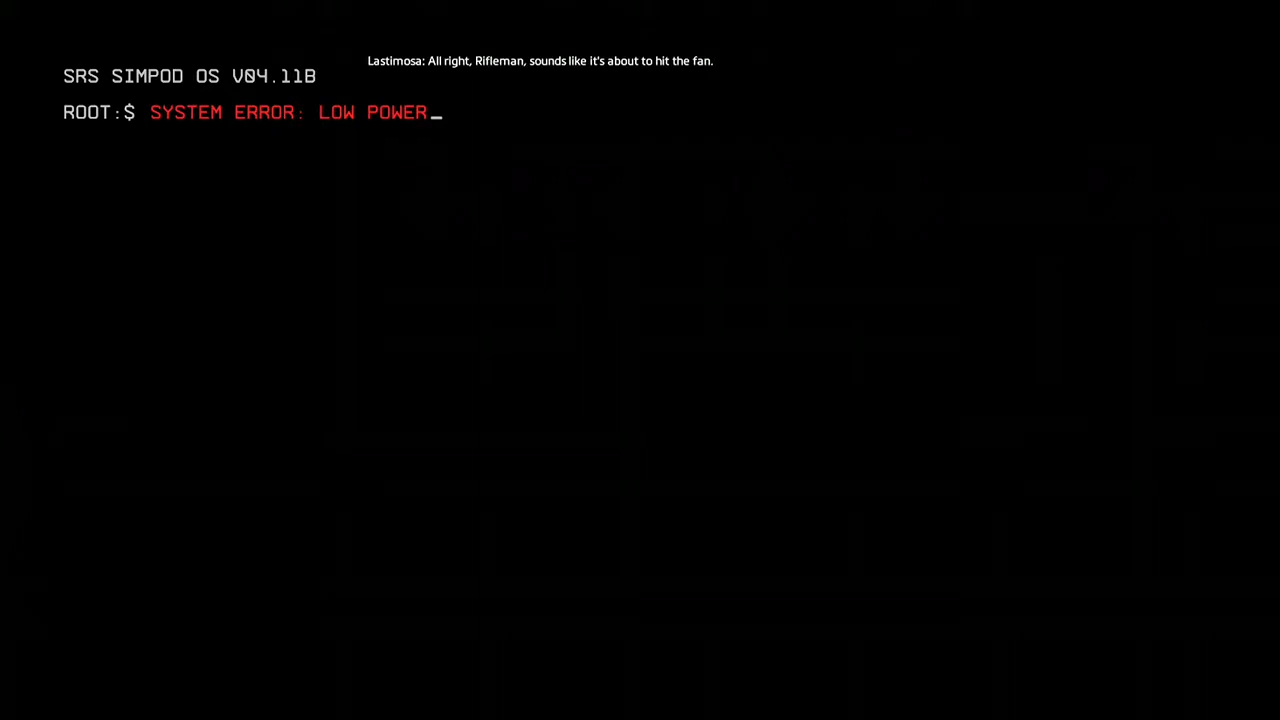 Lastimosa: All right, Rifleman, sounds like it's about to hit the fan.
SRS SIMPOD OS V04.11B
ROOT:$ SYSTEM ERROR: LOW POWER_